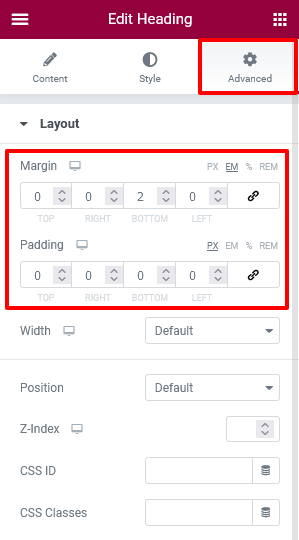 Edit Heading
Content Style Advanced
Layout
Margin PX EM % REM
0 0 2 0
TOP RIGHT BOTTOM LEFT
Padding PX EM % REM
0 0 0 0
TOP RIGHT BOTTOM LEFT
Width Default
Position Default
Z-Index
CSS ID
CSS Classes